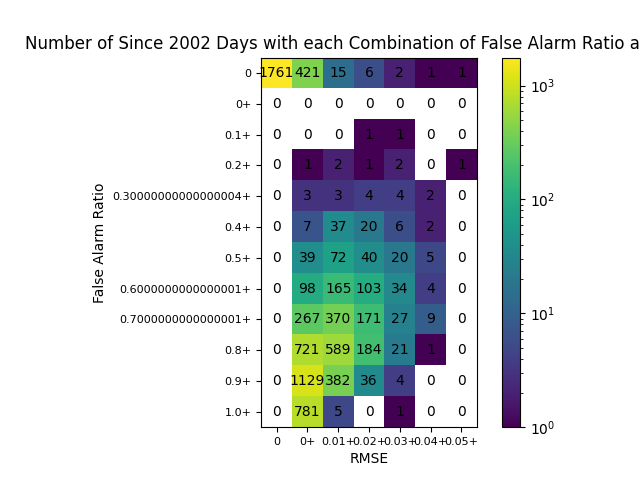 Number of Since 2002 Days with each Combination of False Alarm Ratio a
0 1761 421 15 6 2 1 1
0+ 0 0 0 0 0 0 0
0.1+ 0 0 0 1 1 0 0
0.2+ 0 1 2 1 2 0 1
0.30000000000000004+ 0 3 3 4 4 2 0
0.4+ 0 7 37 20 6 2 0
0.5+ 0 39 72 40 20 5 0
0.6000000000000001+ 0 98 165 103 34 4 0
0.7000000000000001+ 0 267 370 171 27 9 0
0.8+ 0 721 589 184 21 1 0
0.9+ 0 1129 382 36 4 0 0
1.0+ 0 781 5 0 1 0 0
0 0+ 0.01+ 0.02+ 0.03+ 0.04+ 0.05+
RMSE
False Alarm Ratio
10³
10²
10¹
10⁰